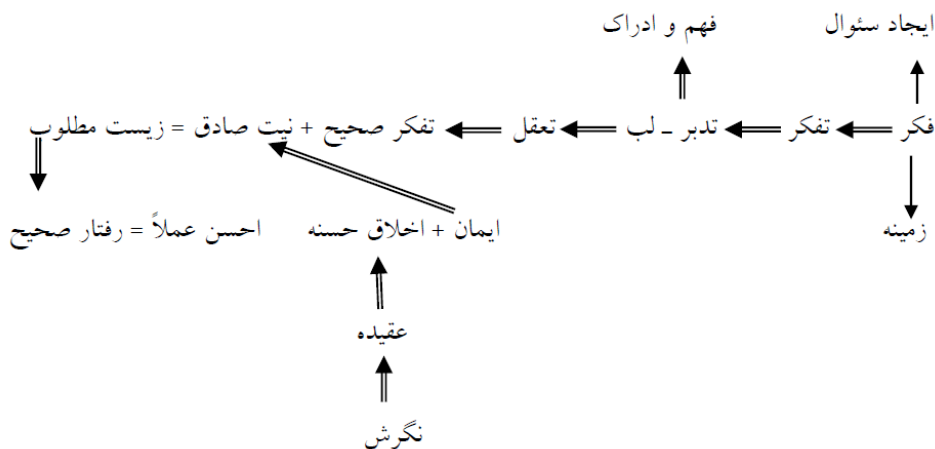 ایجاد سئوال فهم و ادراک
فکر تفکر تدبر ـ لب تعقل تفکر صحیح + نیت صادق = زیست مطلوب
زمینه ایمان + اخلاق حسنه احسن عملاً = رفتار صحیح
عقیده
نگرش